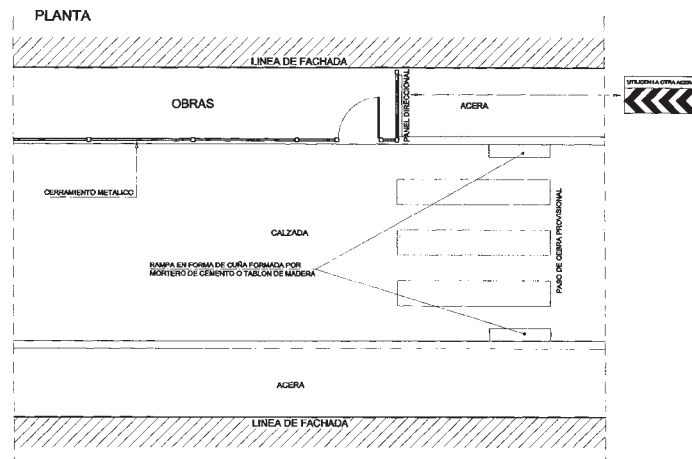 PLANTA
LINEA DE FACHADA
UTILICEN LA OTRA ACERA
OBRAS
PANEL DIRECCIONAL
ACERA
CERRAMIENTO METALICO
CALZADA
PASO DE CEBRA PROVISIONAL
RAMPA EN FORMA DE CUÑA FORMADA POR
MORTERO DE CEMENTO O TABLON DE MADERA
ACERA
LINEA DE FACHADA